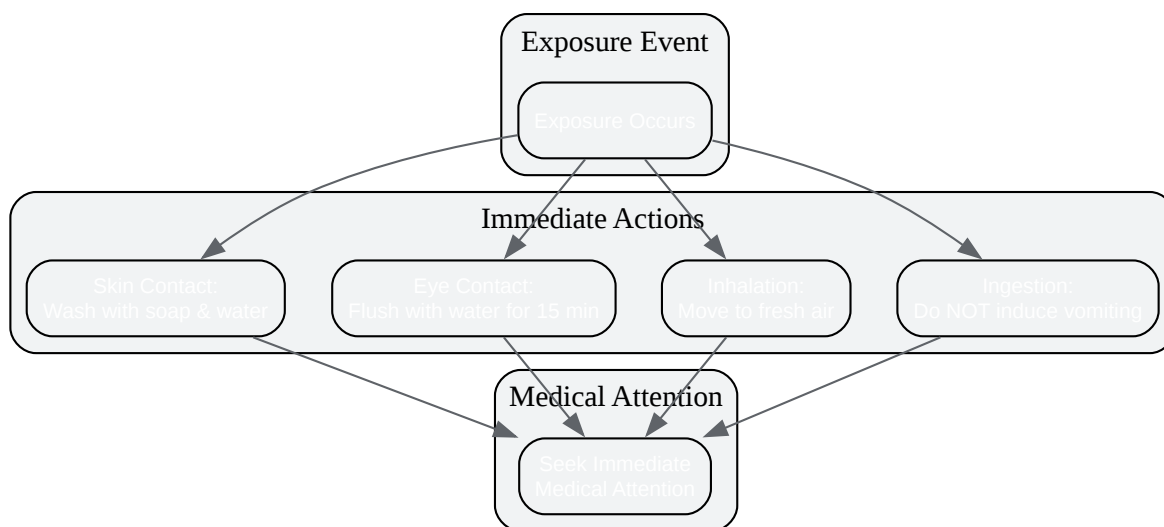 Exposure Event
Exposure Occurs
Immediate Actions
Skin Contact:
Wash with soap & water
Eye Contact:
Flush with water for 15 min
Inhalation:
Move to fresh air
Ingestion:
Do NOT induce vomiting
Medical Attention
Seek Immediate
Medical Attention